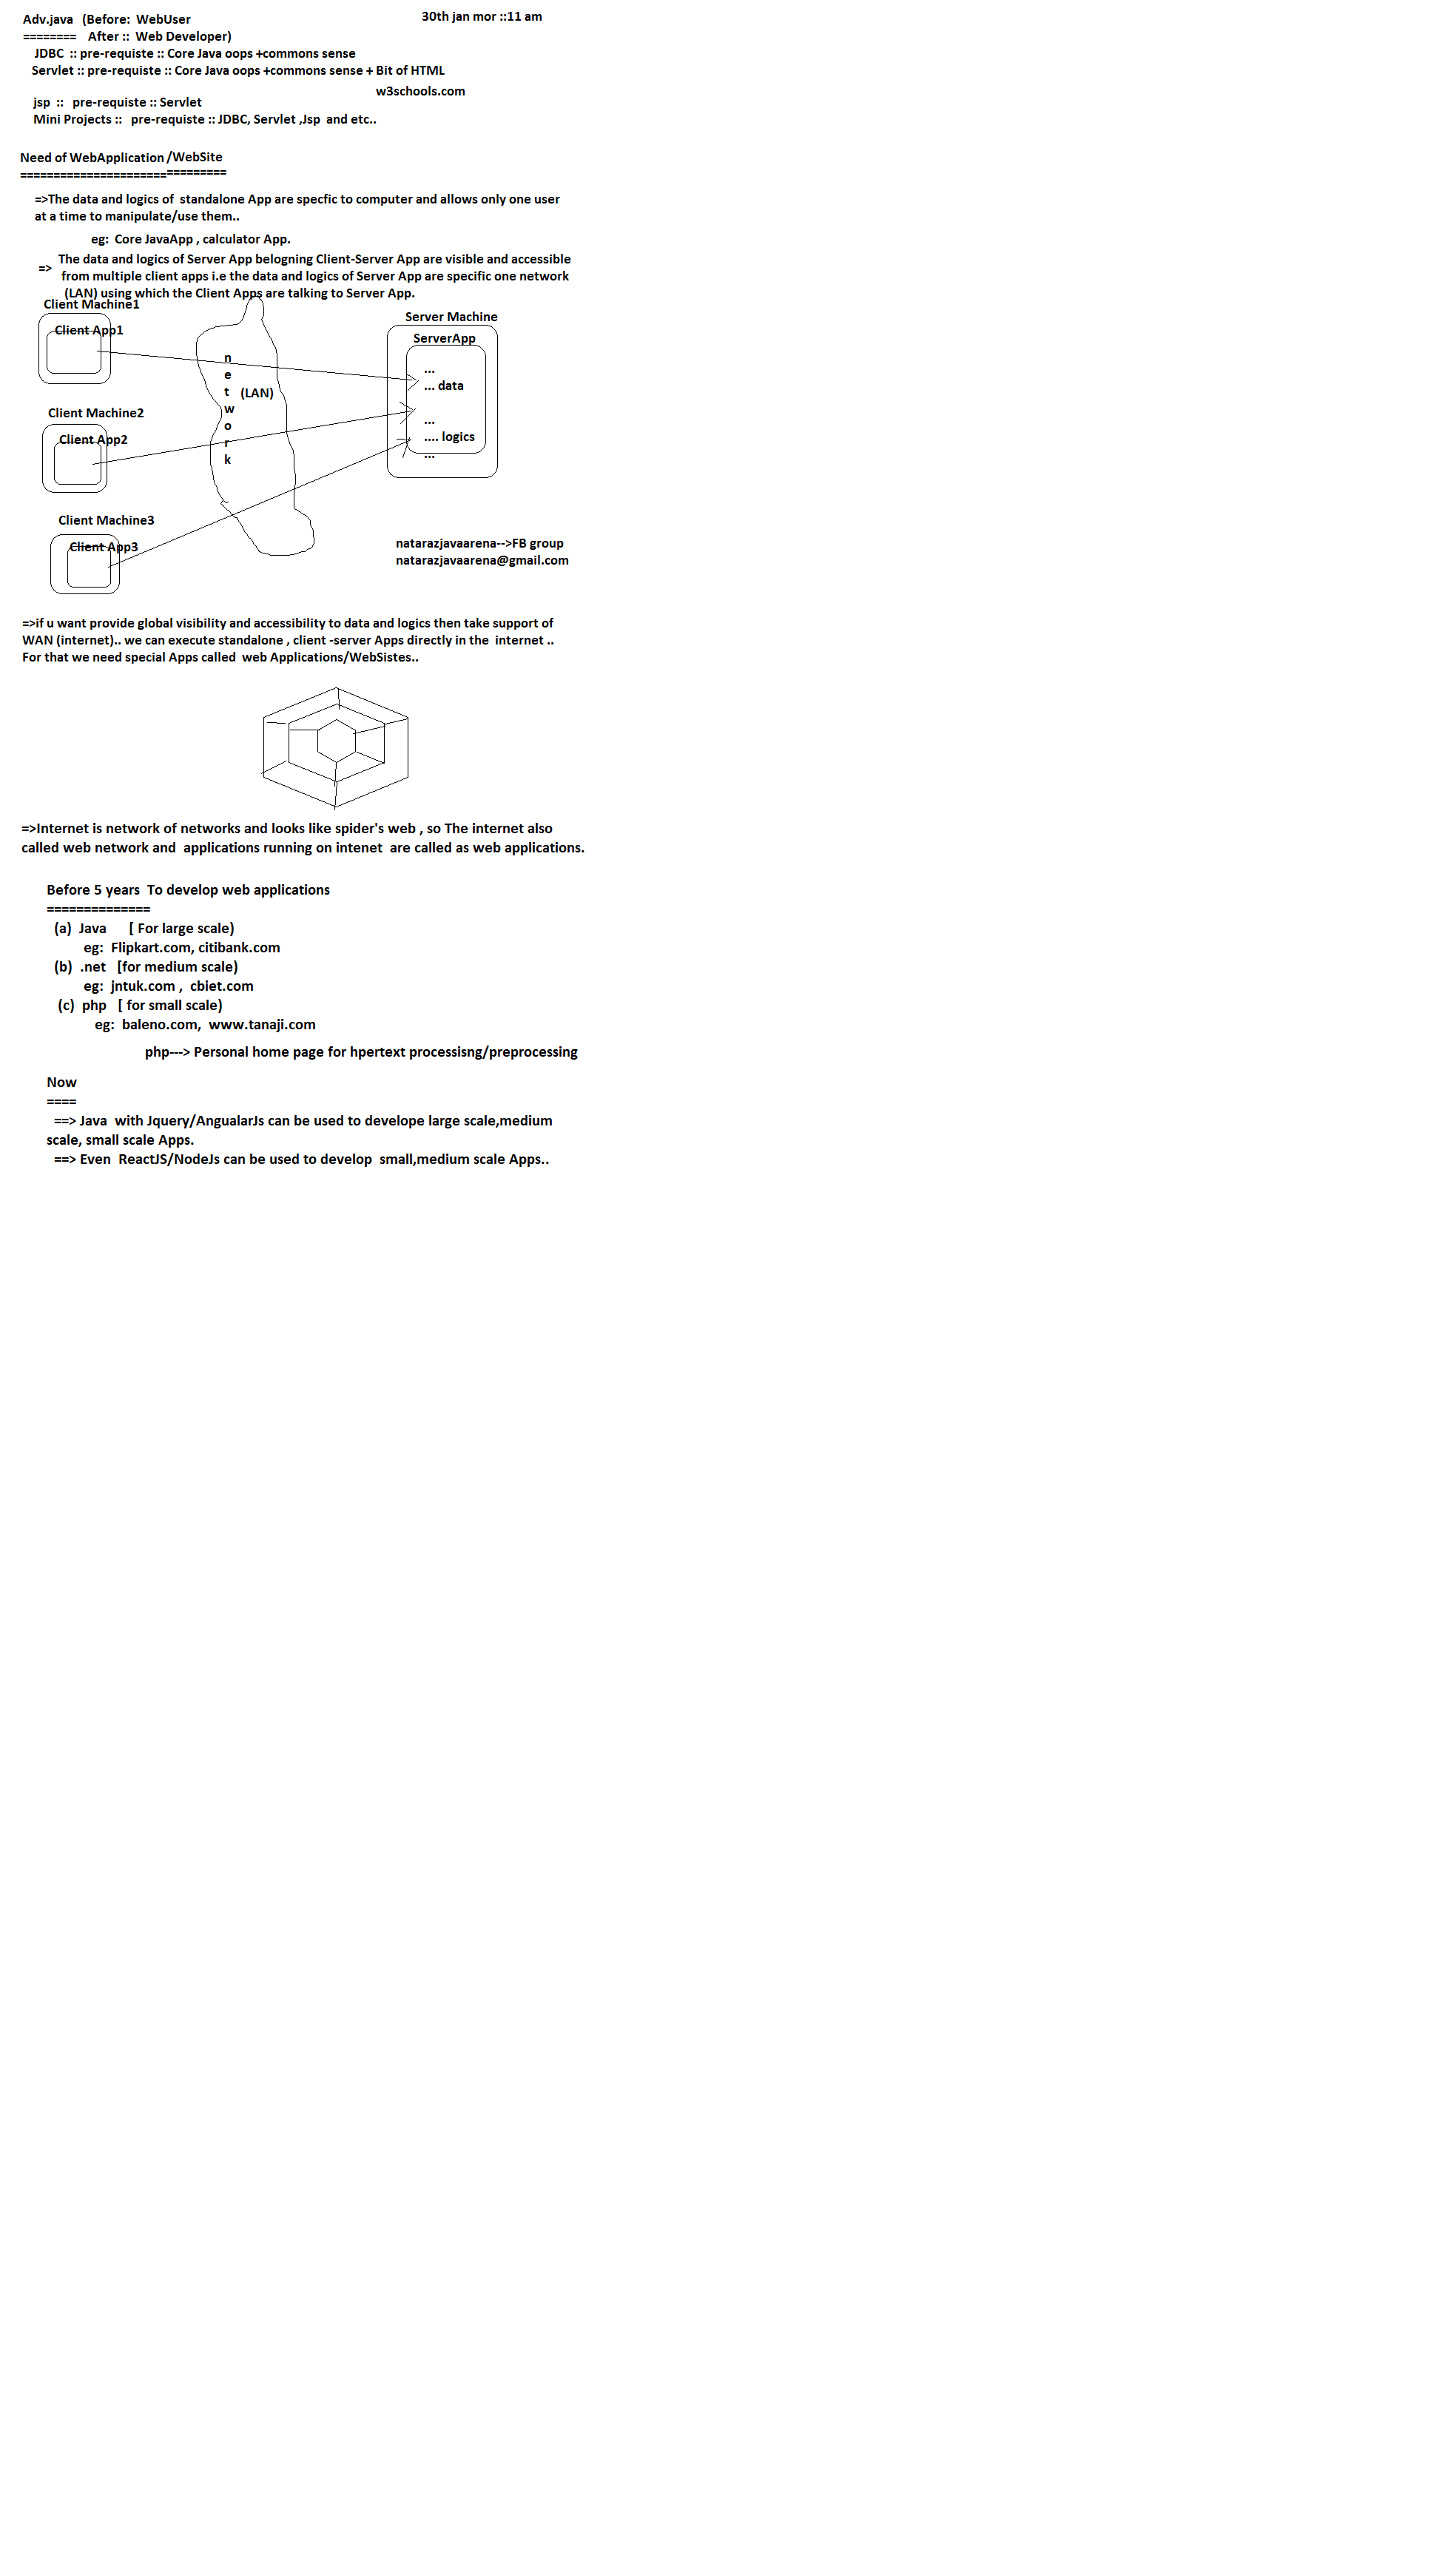 Adv.java (Before: WebUser
30th jan mor ::11 am
======== After :: Web Developer)
JDBC :: pre-requiste :: Core Java oops +commons sense
Servlet :: pre-requiste :: Core Java oops +commons sense + Bit of HTML
w3schools.com
jsp :: pre-requiste :: Servlet
Mini Projects :: pre-requiste :: JDBC, Servlet ,Jsp and etc..
Need of WebApplication /WebSite
===============================
=>The data and logics of standalone App are specfic to computer and allows only one user
at a time to manipulate/use them..
eg: Core JavaApp , calculator App.
=> The data and logics of Server App belogning Client-Server App are visible and accessible
from multiple client apps i.e the data and logics of Server App are specific one network
(LAN) using which the Client Apps are talking to Server App.
Client Machine1
Client App1
Client Machine2
Client App2
Client Machine3
Client App3
n
e
t
w
o
r
k
(LAN)
Server Machine
ServerApp
...
... data
...
.... logics
...
natarazjavaarena-->FB group
natarazjavaarena@gmail.com
=>if u want provide global visibility and accessibility to data and logics then take support of
WAN (internet).. we can execute standalone , client -server Apps directly in the internet ..
For that we need special Apps called web Applications/WebSistes..
=>Internet is network of networks and looks like spider's web , so The internet also
called web network and applications running on intenet are called as web applications.
Before 5 years To develop web applications
==============
(a) Java [ For large scale)
eg: Flipkart.com, citibank.com
(b) .net [for medium scale)
eg: jntuk.com , cbiet.com
(c) php [ for small scale)
eg: baleno.com, www.tanaji.com
php---> Personal home page for hpertext processisng/preprocessing
Now
====
==> Java with Jquery/AngualarJs can be used to develope large scale,medium
scale, small scale Apps.
==> Even ReactJS/NodeJs can be used to develop small,medium scale Apps..